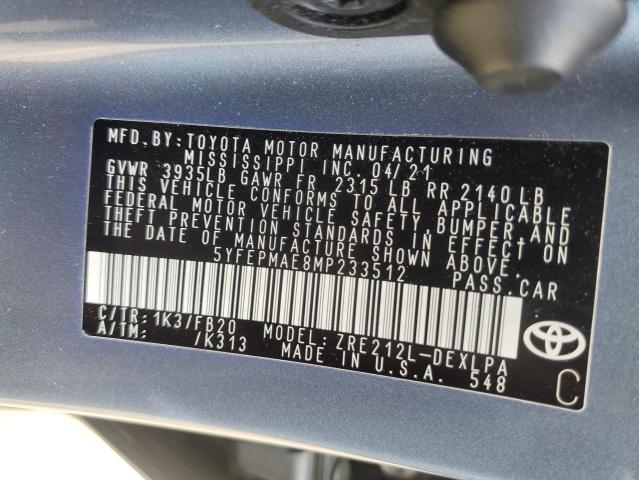 MFD. BY: TOYOTA MOTOR MANUFACTURING
MISSISSIPPI INC. 04/21
GVWR 3935LB GAWR FR 2315 LB RR 2140 LB
THIS VEHICLE CONFORMS TO ALL APPLICABLE
FEDERAL MOTOR VEHICLE SAFETY, BUMPER AND
THEFT PREVENTION STANDARDS IN EFFECT ON
THE DATE OF MANUFACTURE SHOWN ABOVE.
5YFEPMAE8MP233512 PASS CAR
C/TR: 1K3/FB20 MODEL: ZRE212L-DEXLPA
A/TM: /K313 MADE IN U.S.A. 548
C